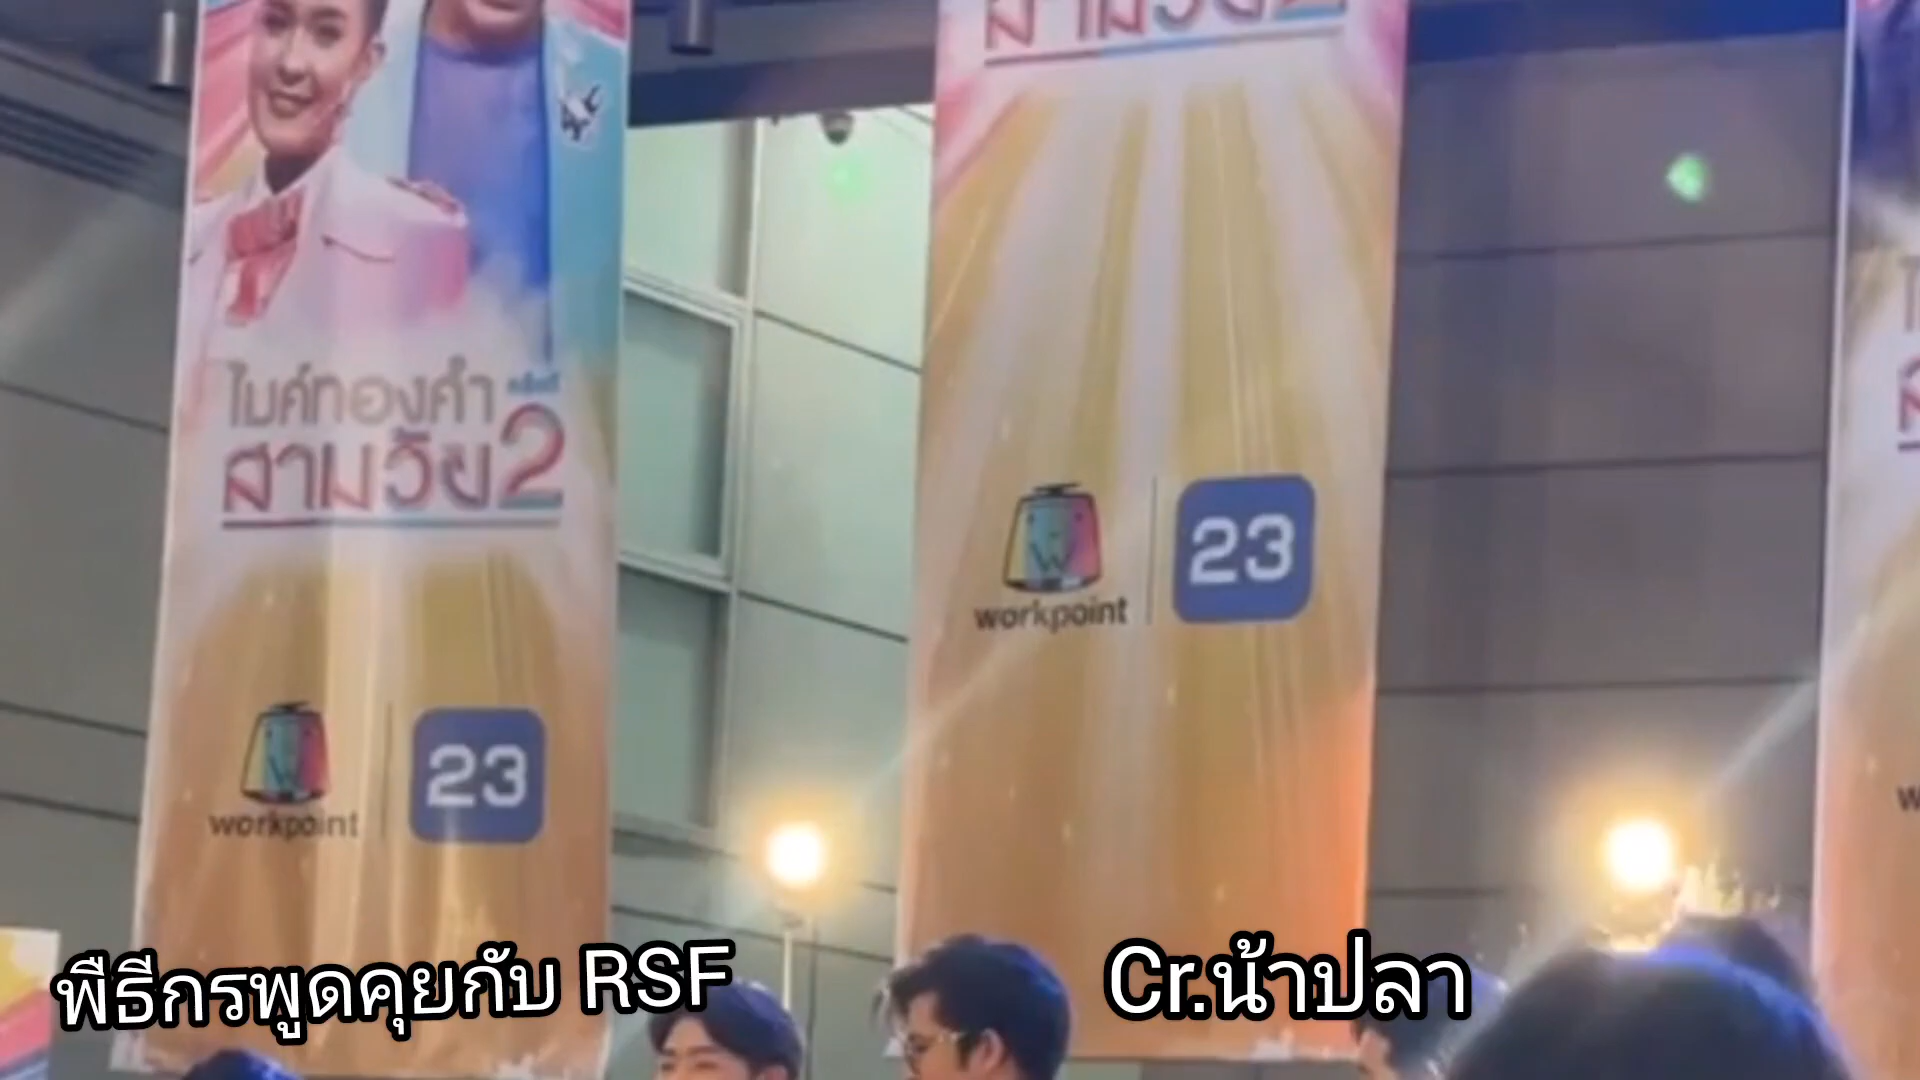 สามวัย2
ไมค์ทองคำ
สามวัย2
workpoint 23
workpoint 23
พิธีกรพูดคุยกับ RSF
Cr.น้าปลา